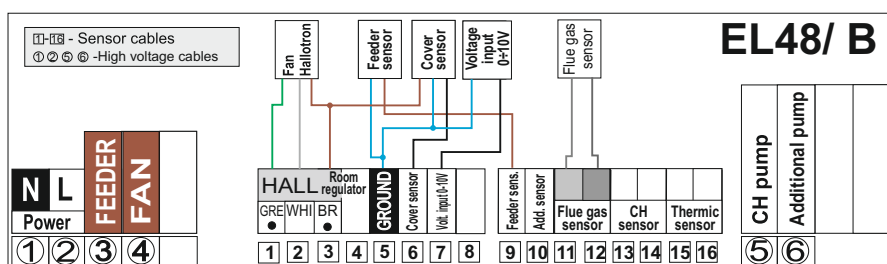 1-16 - Sensor cables
① ② ⑤ ⑥ -High voltage cables
Fan
Hallotron
Feeder
sensor
Cover
sensor
Voltage
input
0÷10V
Flue gas
sensor
EL48/ B
N L
Power
FEEDER
FAN
HALL
Room
regulator
GRE WHI BR
GROUND
Cover sensor
Volt. input 0-10V
Feeder sens.
Add. sensor
Flue gas
sensor
CH
sensor
Thermic
sensor
CH pump
Additional pump
① ② ③ ④
1 2 3 4 5 6 7 8 9 10 11 12 13 14 15 16
⑤ ⑥